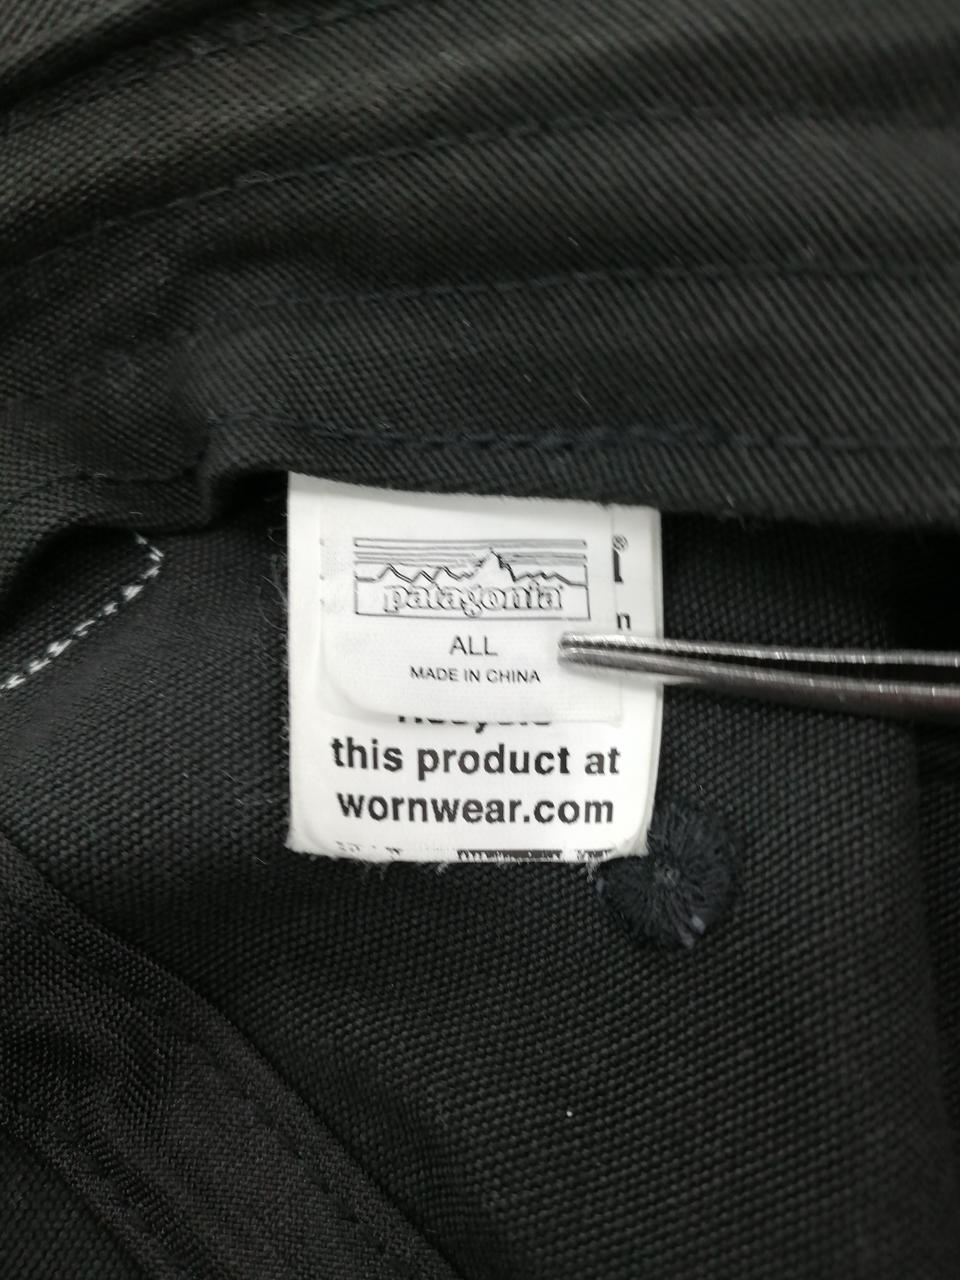 patagonia
ALL
MADE IN CHINA
this product at
wornwear.com